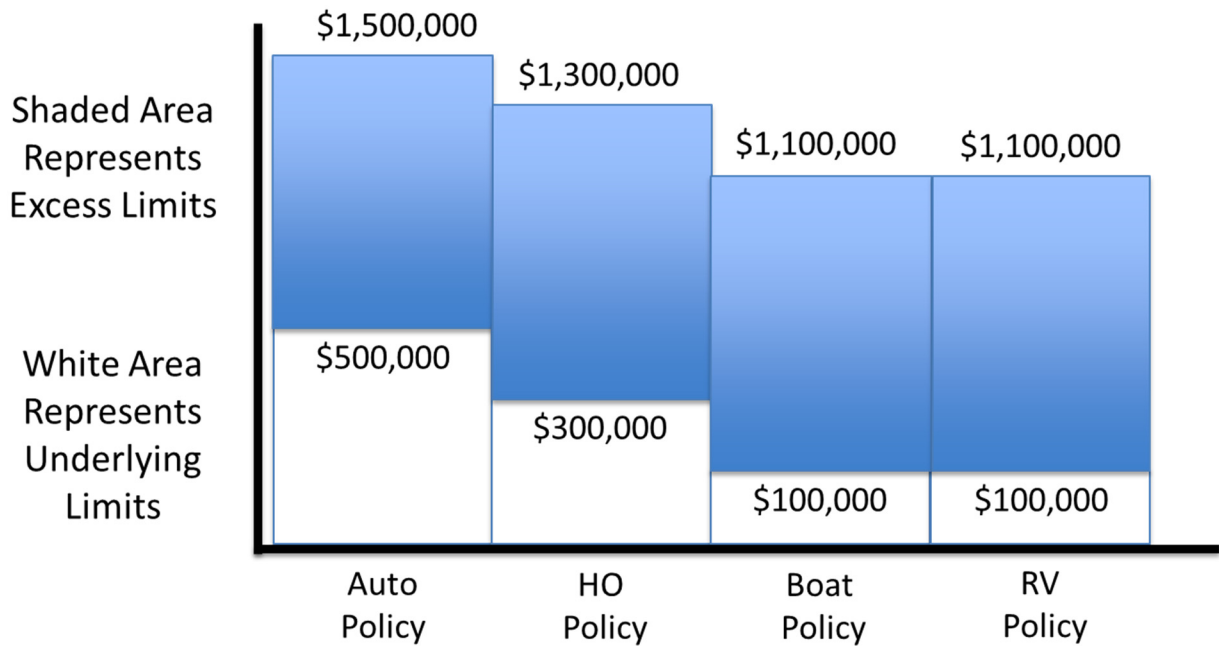 $1,500,000
$1,300,000
$1,100,000
$1,100,000
Shaded Area
Represents
Excess Limits
$500,000
$300,000
$100,000
$100,000
White Area
Represents
Underlying
Limits
Auto
Policy
HO
Policy
Boat
Policy
RV
Policy